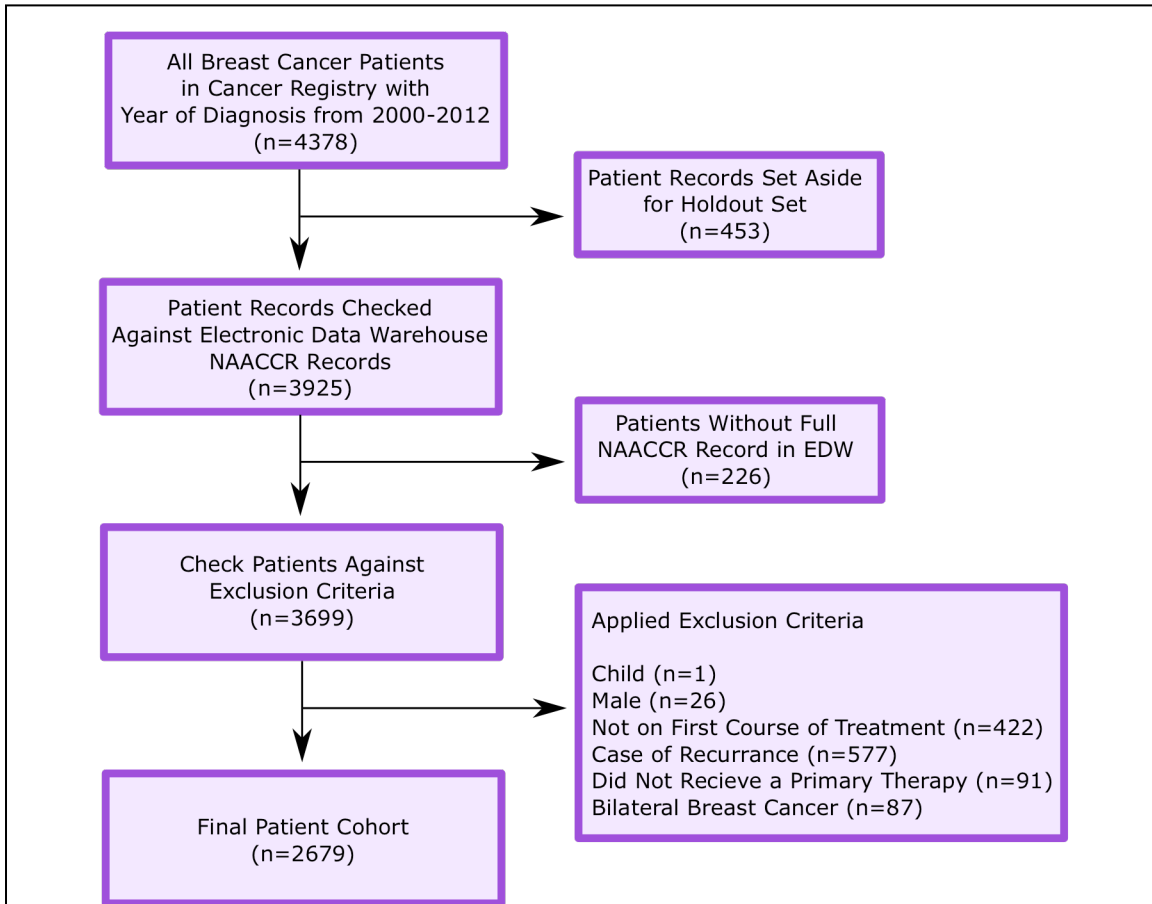 All Breast Cancer Patients
in Cancer Registry with
Year of Diagnosis from 2000-2012
(n=4378)
Patient Records Set Aside
for Holdout Set
(n=453)
Patient Records Checked
Against Electronic Data Warehouse
NAACCR Records
(n=3925)
Patients Without Full
NAACCR Record in EDW
(n=226)
Check Patients Against
Exclusion Criteria
(n=3699)
Applied Exclusion Criteria
Child (n=1)
Male (n=26)
Not on First Course of Treatment (n=422)
Case of Recurrance (n=577)
Did Not Recieve a Primary Therapy (n=91)
Bilateral Breast Cancer (n=87)
Final Patient Cohort
(n=2679)